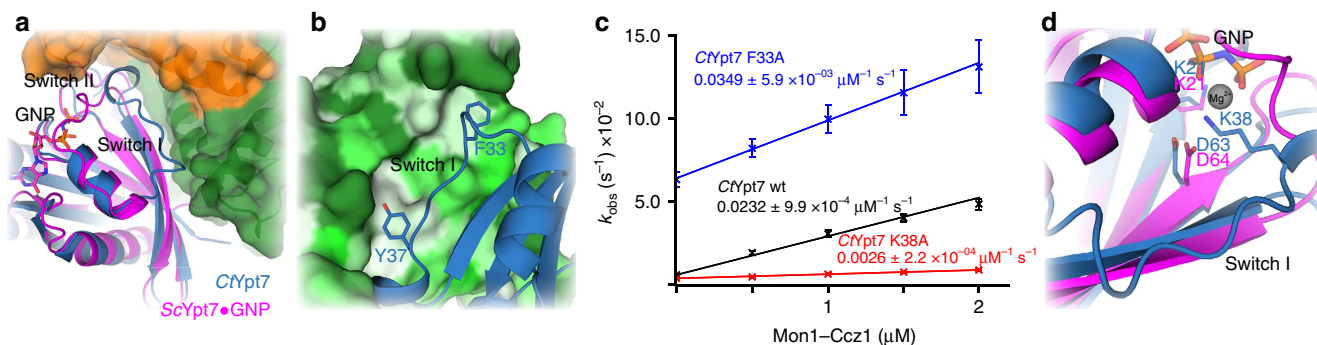 a
Switch II
GNP
Switch I
CtYpt7
ScYpt7•GNP
b
F33
Switch I
Y37
c
15.0
10.0
5.0
kobs (s−1) ×10−2
CtYpt7 F33A
0.0349 ± 5.9 ×10−03 μM−1 s−1
CtYpt7 wt
0.0232 ± 9.9 ×10−4 μM−1 s−1
CtYpt7 K38A
0.0026 ± 2.2 ×10−04 μM−1 s−1
1
2
Mon1–Ccz1 (μM)
d
GNP
K21
Mg2+
K38
D63
D64
Switch I